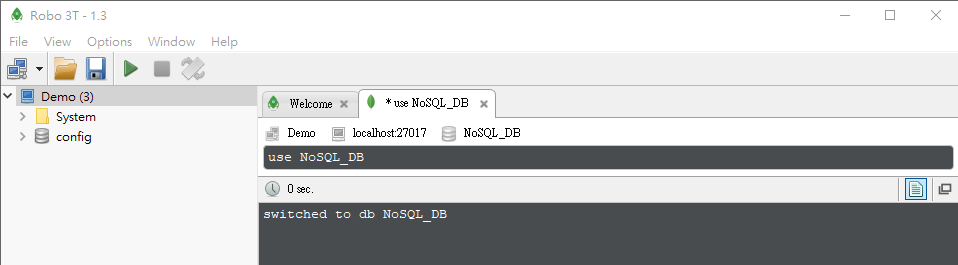 Robo 3T - 1.3
File View Options Window Help
Demo (3)
System
config
Welcome
* use NoSQL_DB
Demo localhost:27017 NoSQL_DB
use NoSQL_DB
0 sec.
switched to db NoSQL_DB